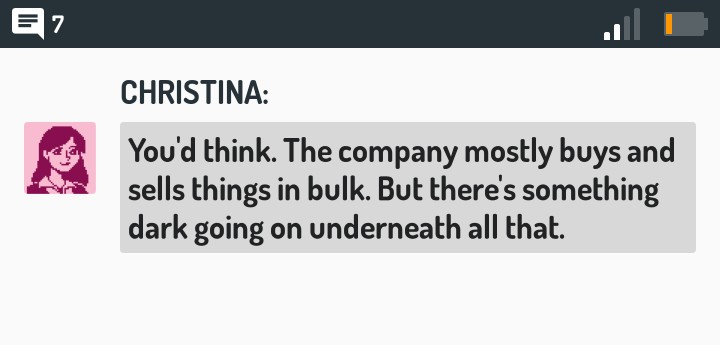 7
CHRISTINA:
You'd think. The company mostly buys and
sells things in bulk. But there's something
dark going on underneath all that.